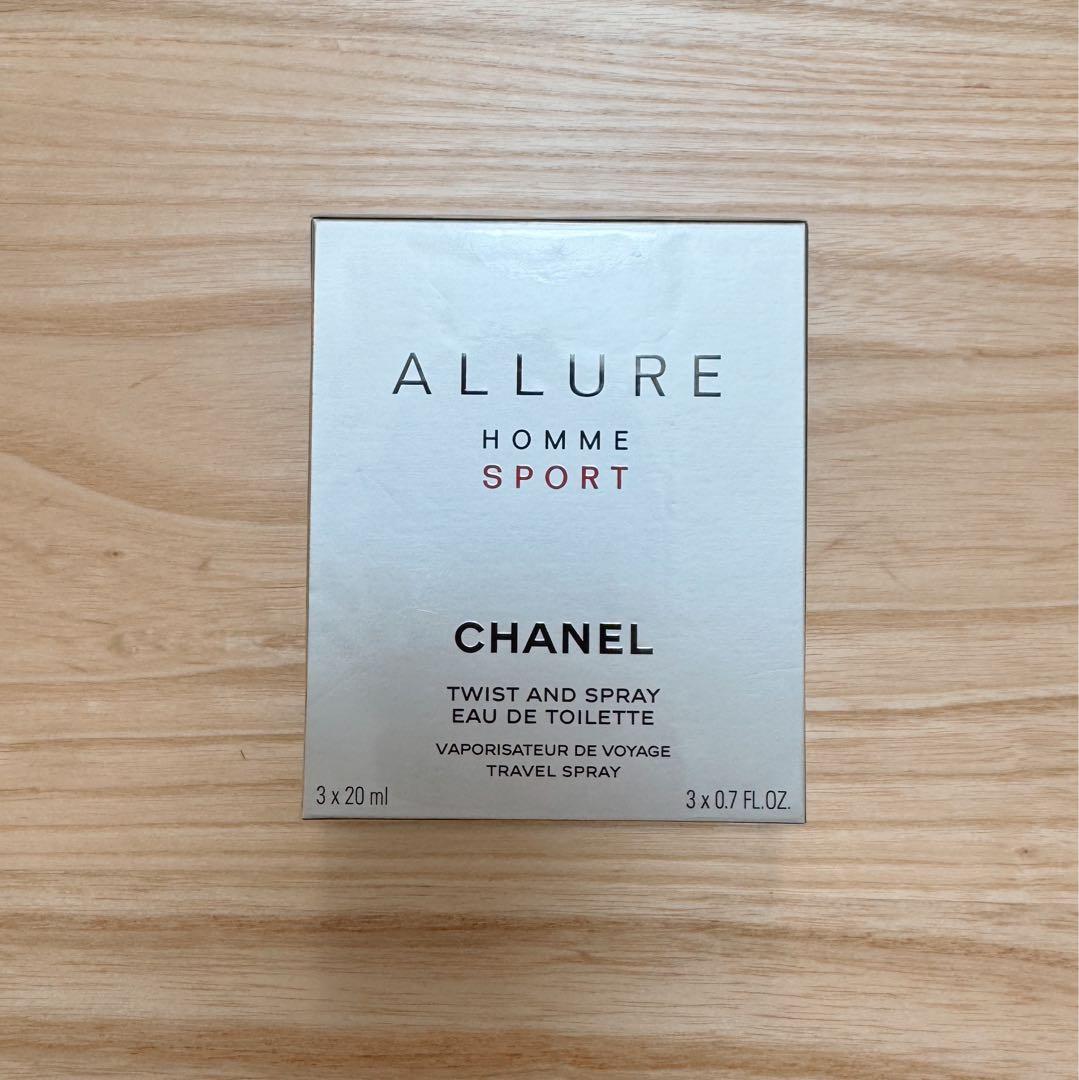 ALLURE
HOMME
SPORT
CHANEL
TWIST AND SPRAY
EAU DE TOILETTE
VAPORISATEUR DE VOYAGE
TRAVEL SPRAY
3 x 20 ml
3 x 0.7 FL.OZ.